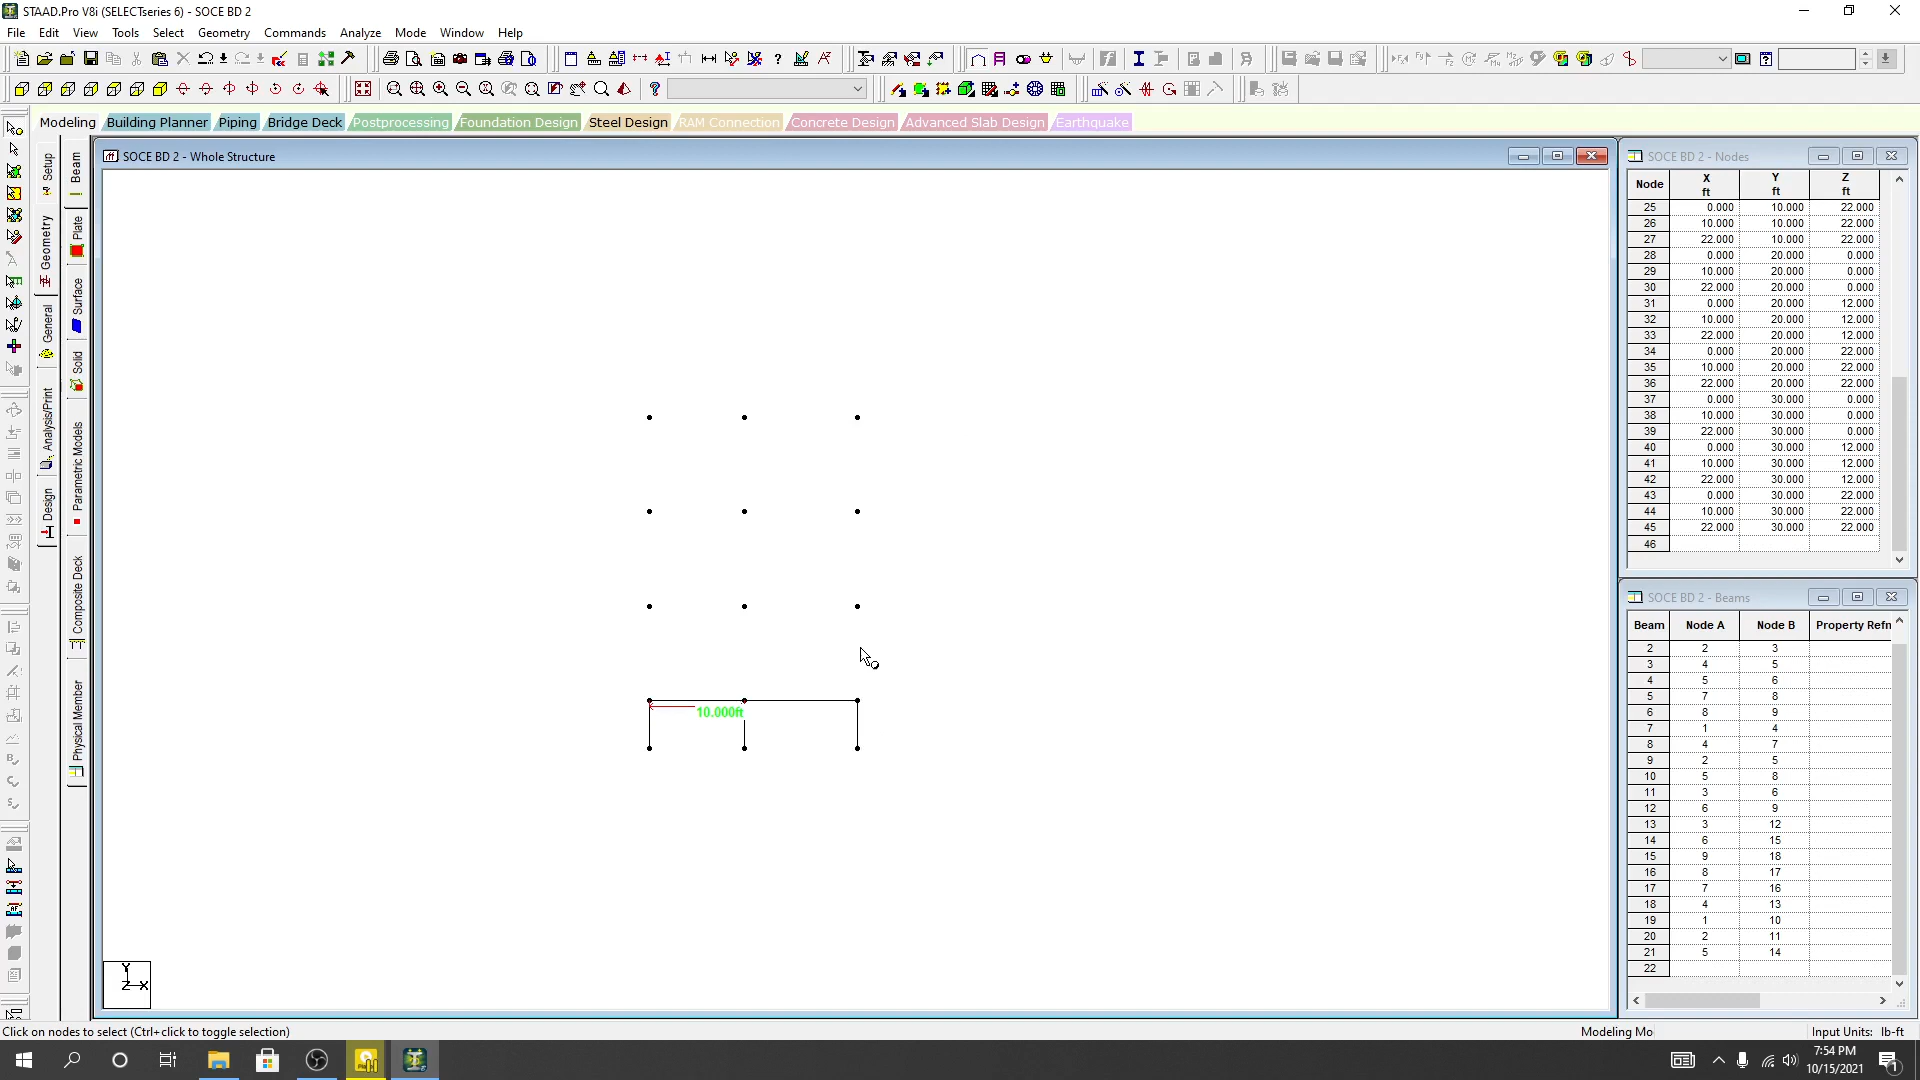 STAAD.Pro V8i (SELECTseries 6) - SOCE BD 2
File Edit View Tools Select Geometry Commands Analyze Mode Window Help
Modeling Building Planner Piping Bridge Deck Postprocessing Foundation Design Steel Design RAM Connection Concrete Design Advanced Slab Design Earthquake
Setup
Geometry
General
Analysis/Print
Design
Beam
Plate
Surface
Solid
Parametric Models
Composite Deck
Physical Member
SOCE BD 2 - Whole Structure
10.000ft
Y
Z X
SOCE BD 2 - Nodes
Node X ft Y ft Z ft
25 0.000 10.000 22.000
26 10.000 10.000 22.000
27 22.000 10.000 22.000
28 0.000 20.000 0.000
29 10.000 20.000 0.000
30 22.000 20.000 0.000
31 0.000 20.000 12.000
32 10.000 20.000 12.000
33 22.000 20.000 12.000
34 0.000 20.000 22.000
35 10.000 20.000 22.000
36 22.000 20.000 22.000
37 0.000 30.000 0.000
38 10.000 30.000 0.000
39 22.000 30.000 0.000
40 0.000 30.000 12.000
41 10.000 30.000 12.000
42 22.000 30.000 12.000
43 0.000 30.000 22.000
44 10.000 30.000 22.000
45 22.000 30.000 22.000
46
SOCE BD 2 - Beams
Beam Node A Node B Property Refn
2 2 3
3 4 5
4 5 6
5 7 8
6 8 9
7 1 4
8 4 7
9 2 5
10 5 8
11 3 6
12 6 9
13 3 12
14 6 15
15 9 18
16 8 17
17 7 16
18 4 13
19 1 10
20 2 11
21 5 14
22
Click on nodes to select (Ctrl+click to toggle selection)
Modeling Mo
Input Units: lb-ft
7:54 PM
10/15/2021
1